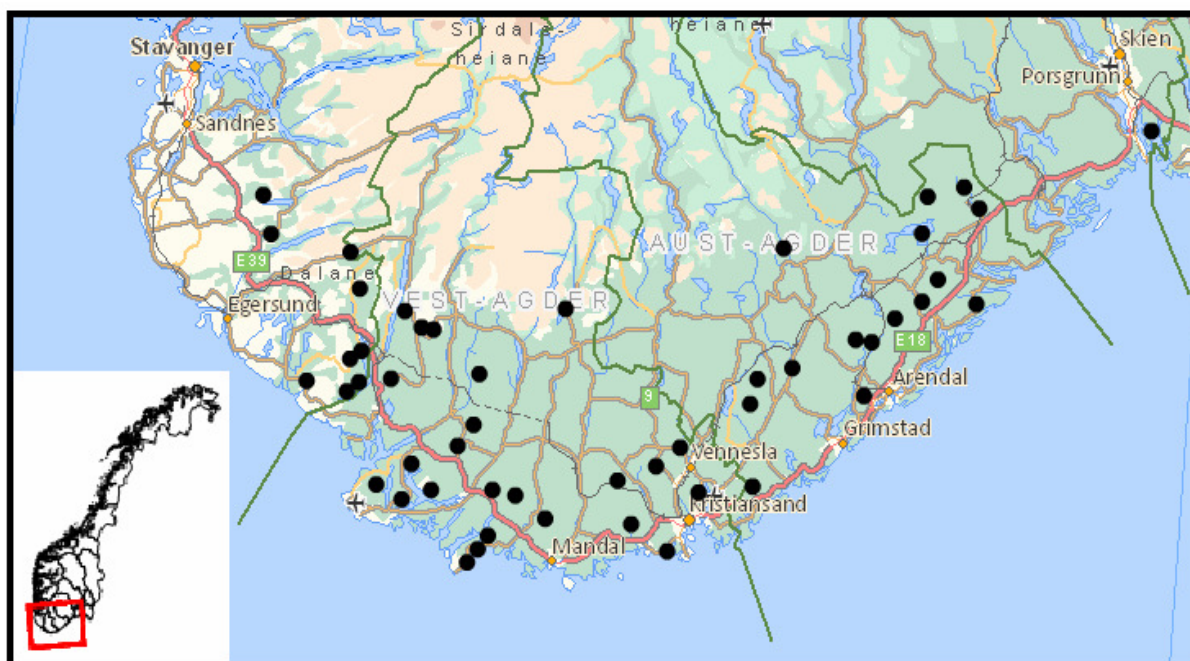 Stavanger
Sirdals-
heiane
heiane
Skien
Porsgrunn
Sandnes
AUST-AGDER
E39
Dalane
Egersund
VEST-AGDER
E18
9
Arendal
Grimstad
Vennesla
Kristiansand
Mandal